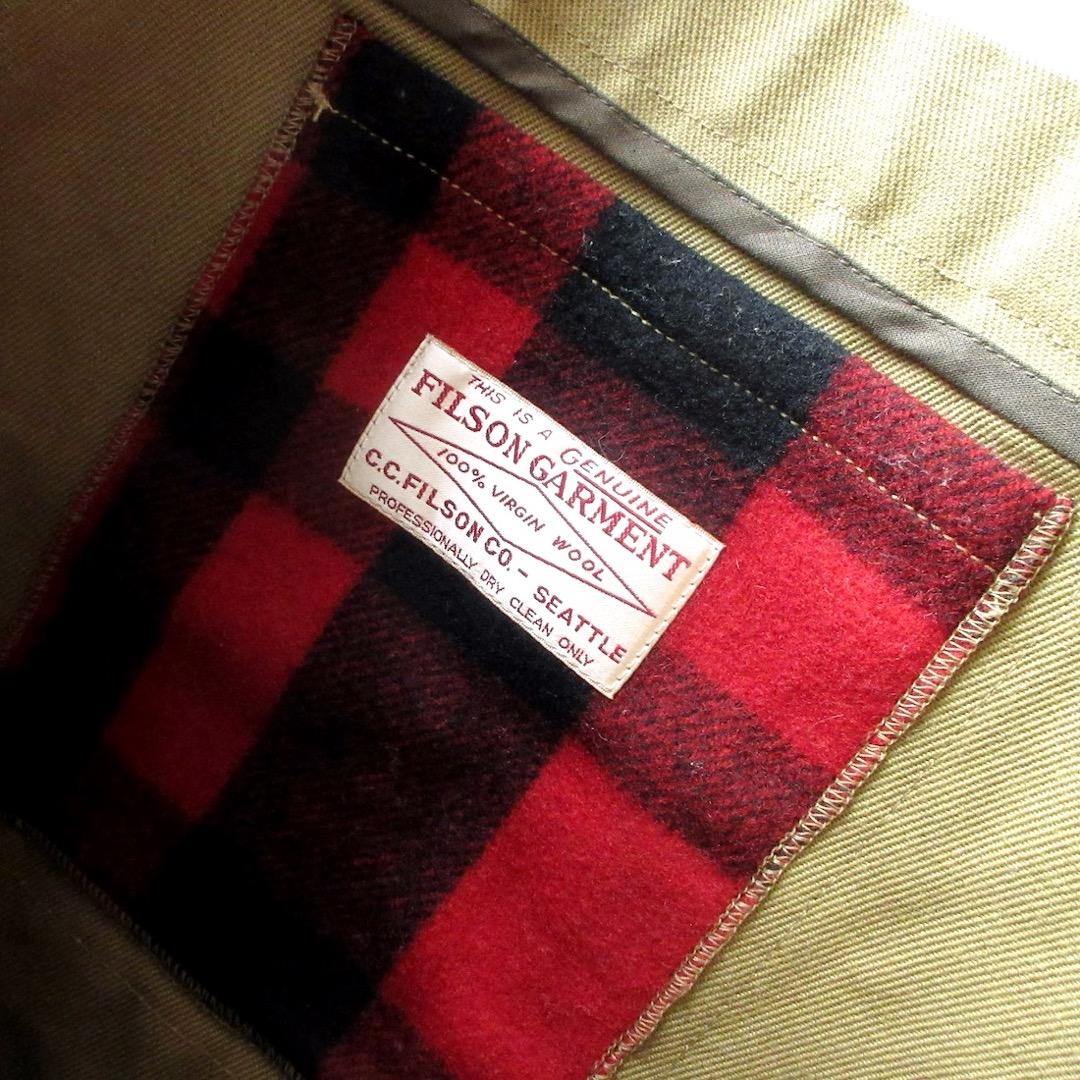 THIS IS A GENUINE
FILSON GARMENT
100% VIRGIN WOOL
C.C.FILSON CO. - SEATTLE
PROFESSIONALLY DRY CLEAN ONLY